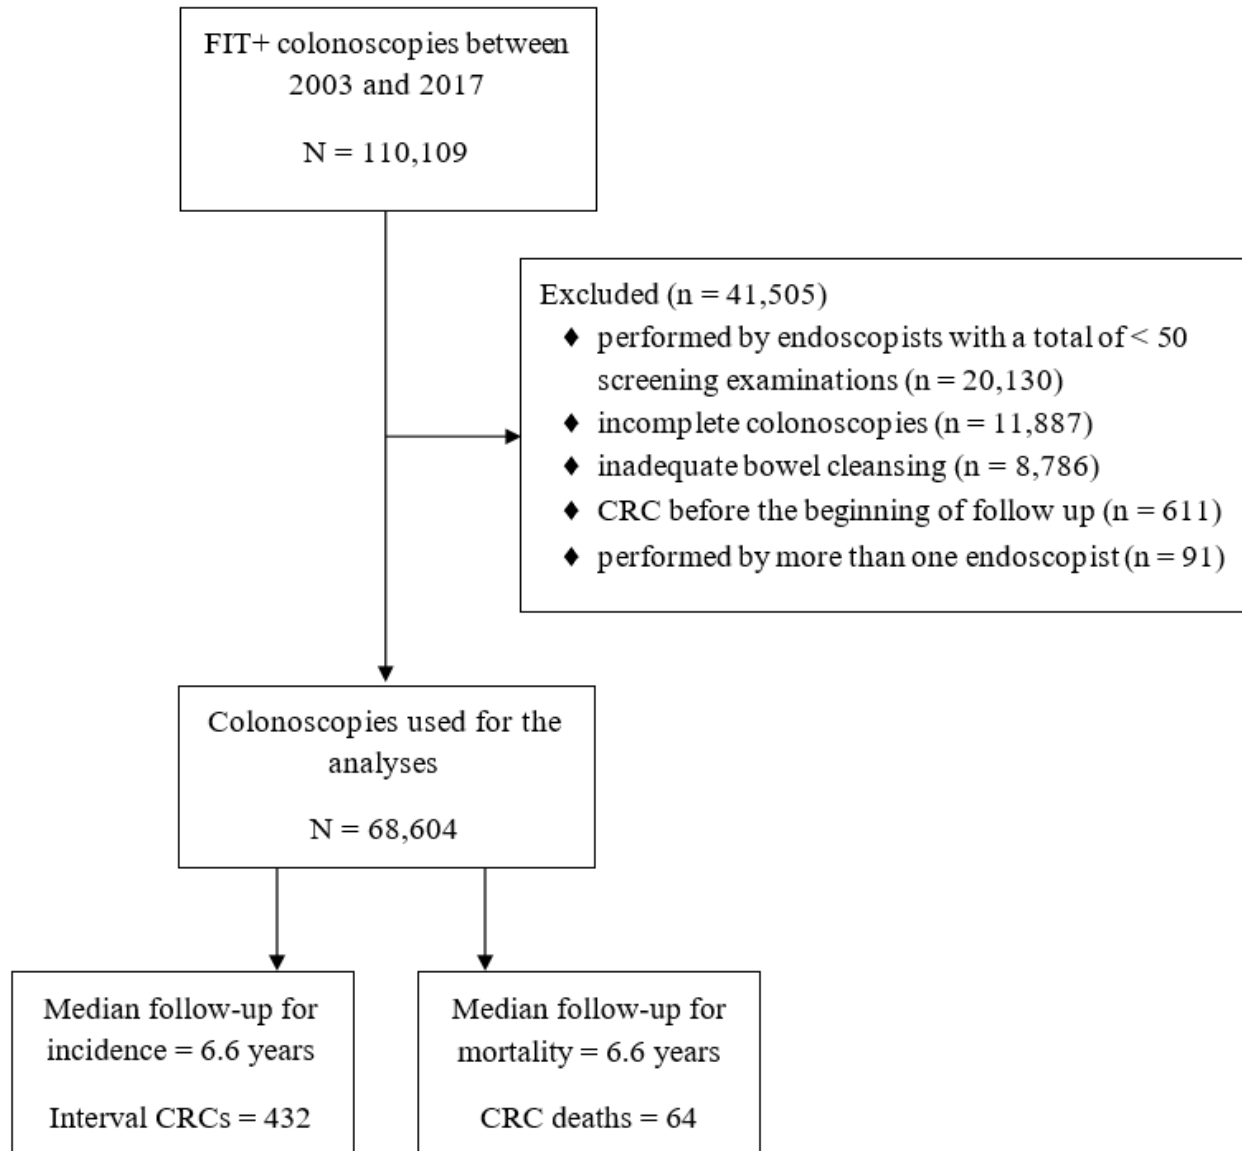 FIT+ colonoscopies between
2003 and 2017
N = 110,109
Excluded (n = 41,505)
♦ performed by endoscopists with a total of < 50
screening examinations (n = 20,130)
♦ incomplete colonoscopies (n = 11,887)
♦ inadequate bowel cleansing (n = 8,786)
♦ CRC before the beginning of follow up (n = 611)
♦ performed by more than one endoscopist (n = 91)
Colonoscopies used for the
analyses
N = 68,604
Median follow-up for
incidence = 6.6 years
Interval CRCs = 432
Median follow-up for
mortality = 6.6 years
CRC deaths = 64